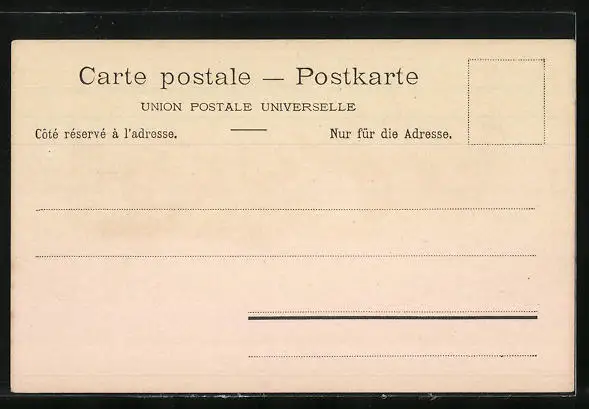 Carte postale — Postkarte
UNION POSTALE UNIVERSELLE
Côté réservé à l'adresse. Nur für die Adresse.